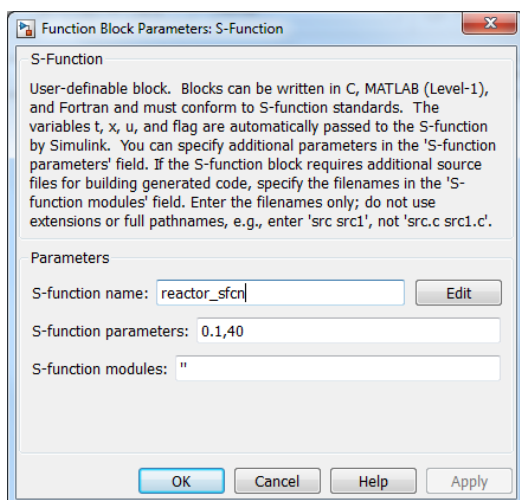 Function Block Parameters: S-Function
S-Function
User-definable block.  Blocks can be written in C, MATLAB (Level-1),
and Fortran and must conform to S-function standards.  The
variables t, x, u, and flag are automatically passed to the S-function
by Simulink.  You can specify additional parameters in the 'S-function
parameters' field. If the S-function block requires additional source
files for building generated code, specify the filenames in the 'S-
function modules' field. Enter the filenames only; do not use
extensions or full pathnames, e.g., enter 'src src1', not 'src.c src1.c'.
Parameters
S-function name: reactor_sfcn Edit
S-function parameters: 0.1,40
S-function modules: ''
OK Cancel Help Apply